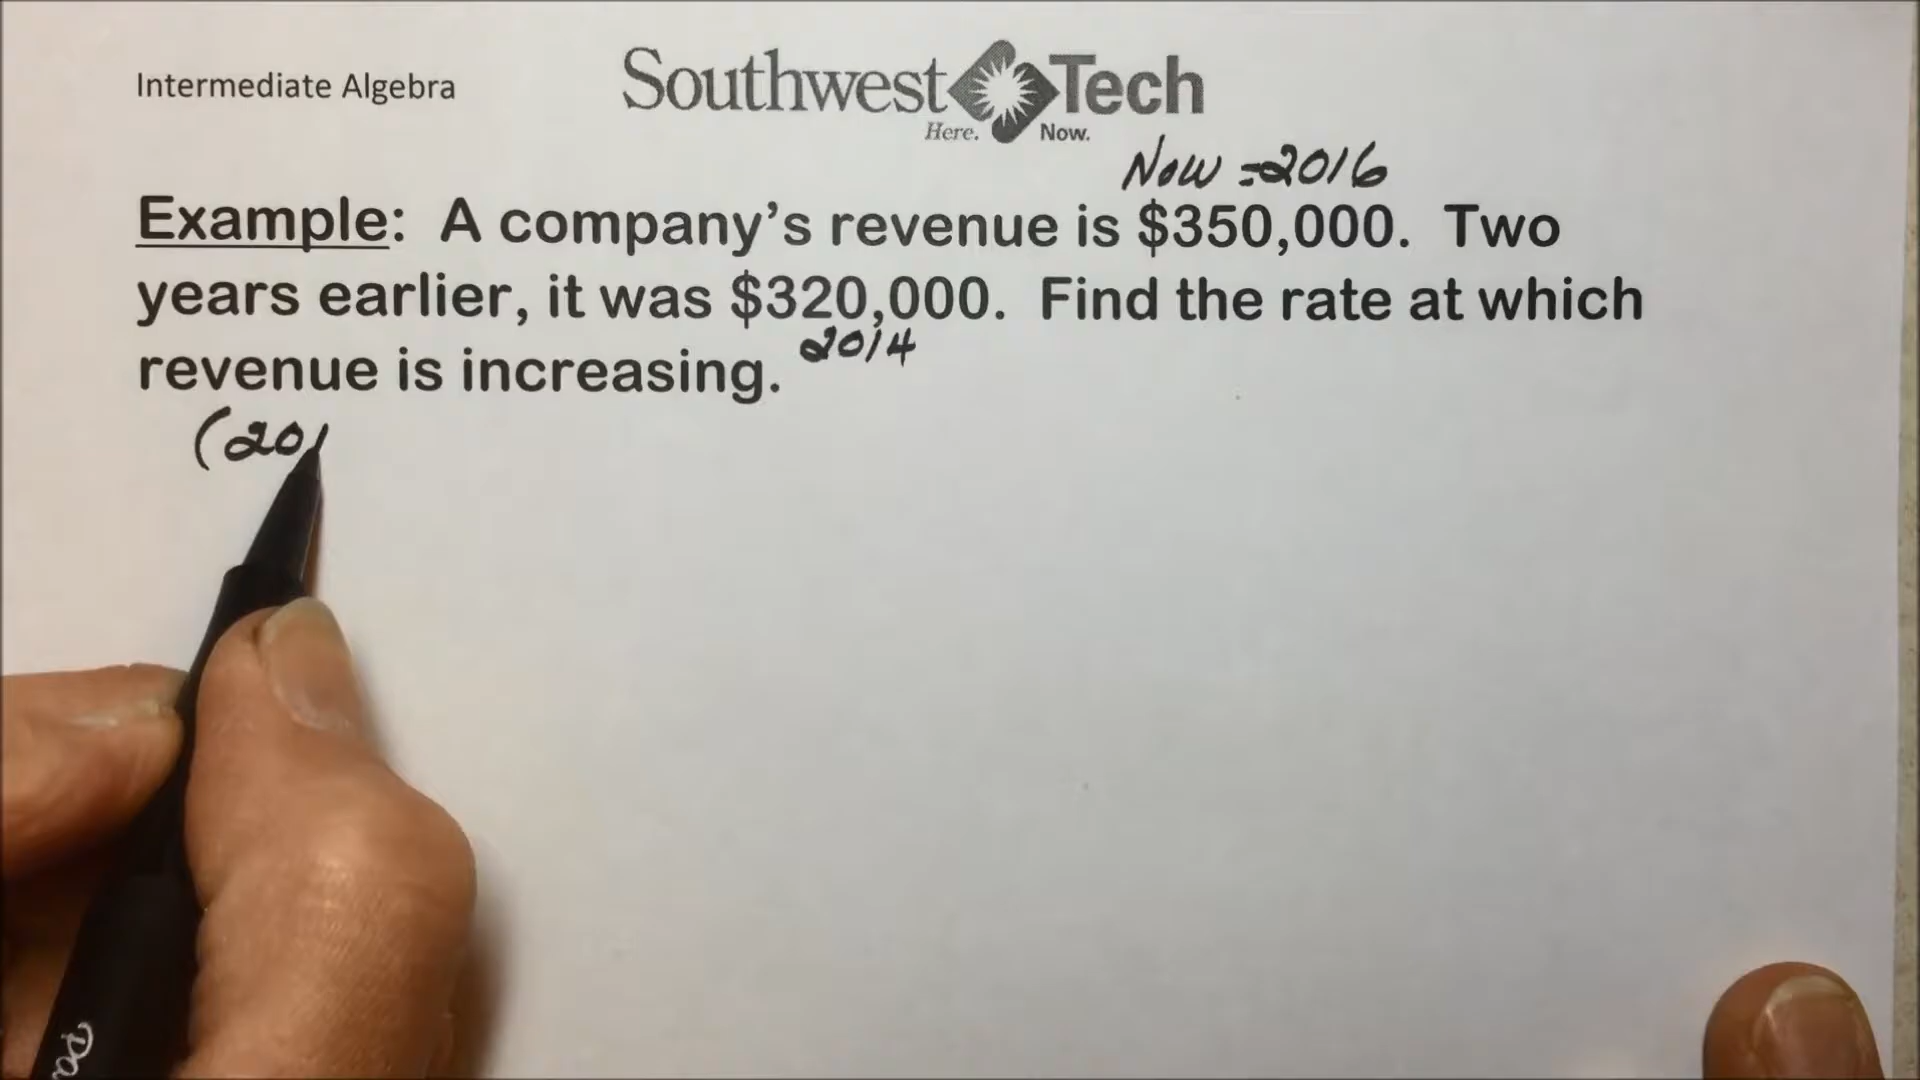 Intermediate Algebra
Southwest Tech
Here. Now.
Now = 2016
Example: A company’s revenue is $350,000. Two
years earlier, it was $320,000. Find the rate at which
2014
revenue is increasing.
(201